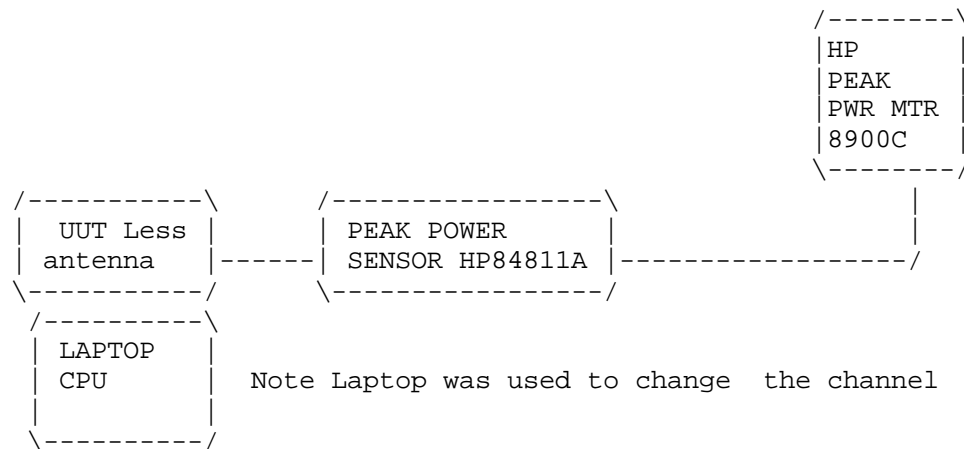 HP
PEAK
PWR MTR
8900C
UUT Less
antenna
PEAK POWER
SENSOR HP84811A
LAPTOP
CPU
Note Laptop was used to change the channel